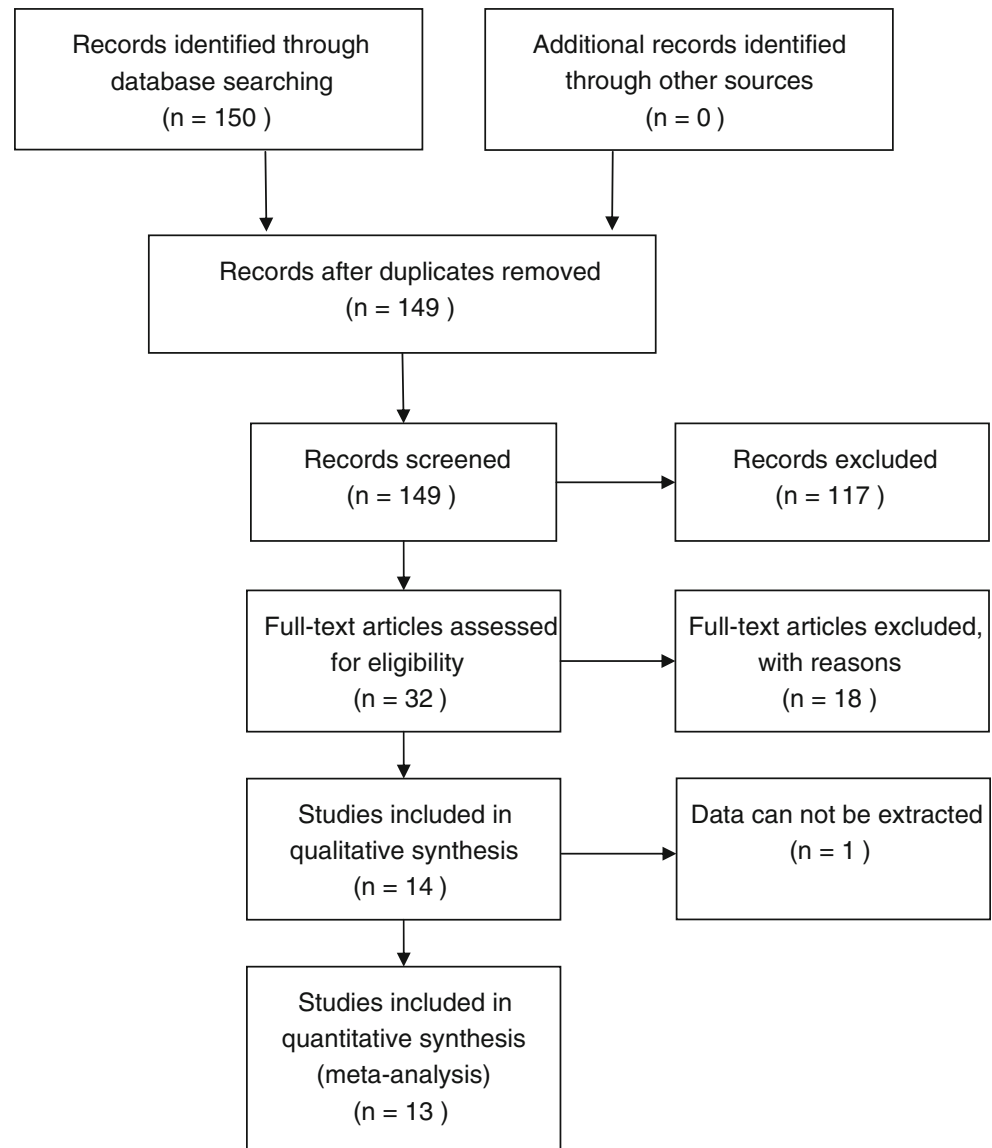 Records identified through
database searching
(n = 150 )
Additional records identified
through other sources
(n = 0 )
Records after duplicates removed
(n = 149 )
Records screened
(n = 149 )
Records excluded
(n = 117 )
Full-text articles assessed
for eligibility
(n = 32 )
Full-text articles excluded,
with reasons
(n = 18 )
Studies included in
qualitative synthesis
(n = 14 )
Data can not be extracted
(n = 1 )
Studies included in
quantitative synthesis
(meta-analysis)
(n = 13 )